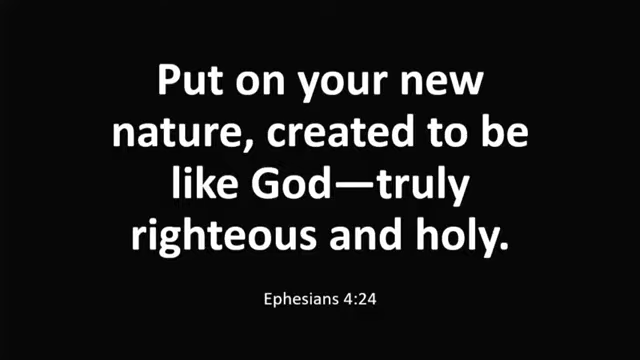 Put on your new
nature, created to be
like God—truly
righteous and holy.
Ephesians 4:24